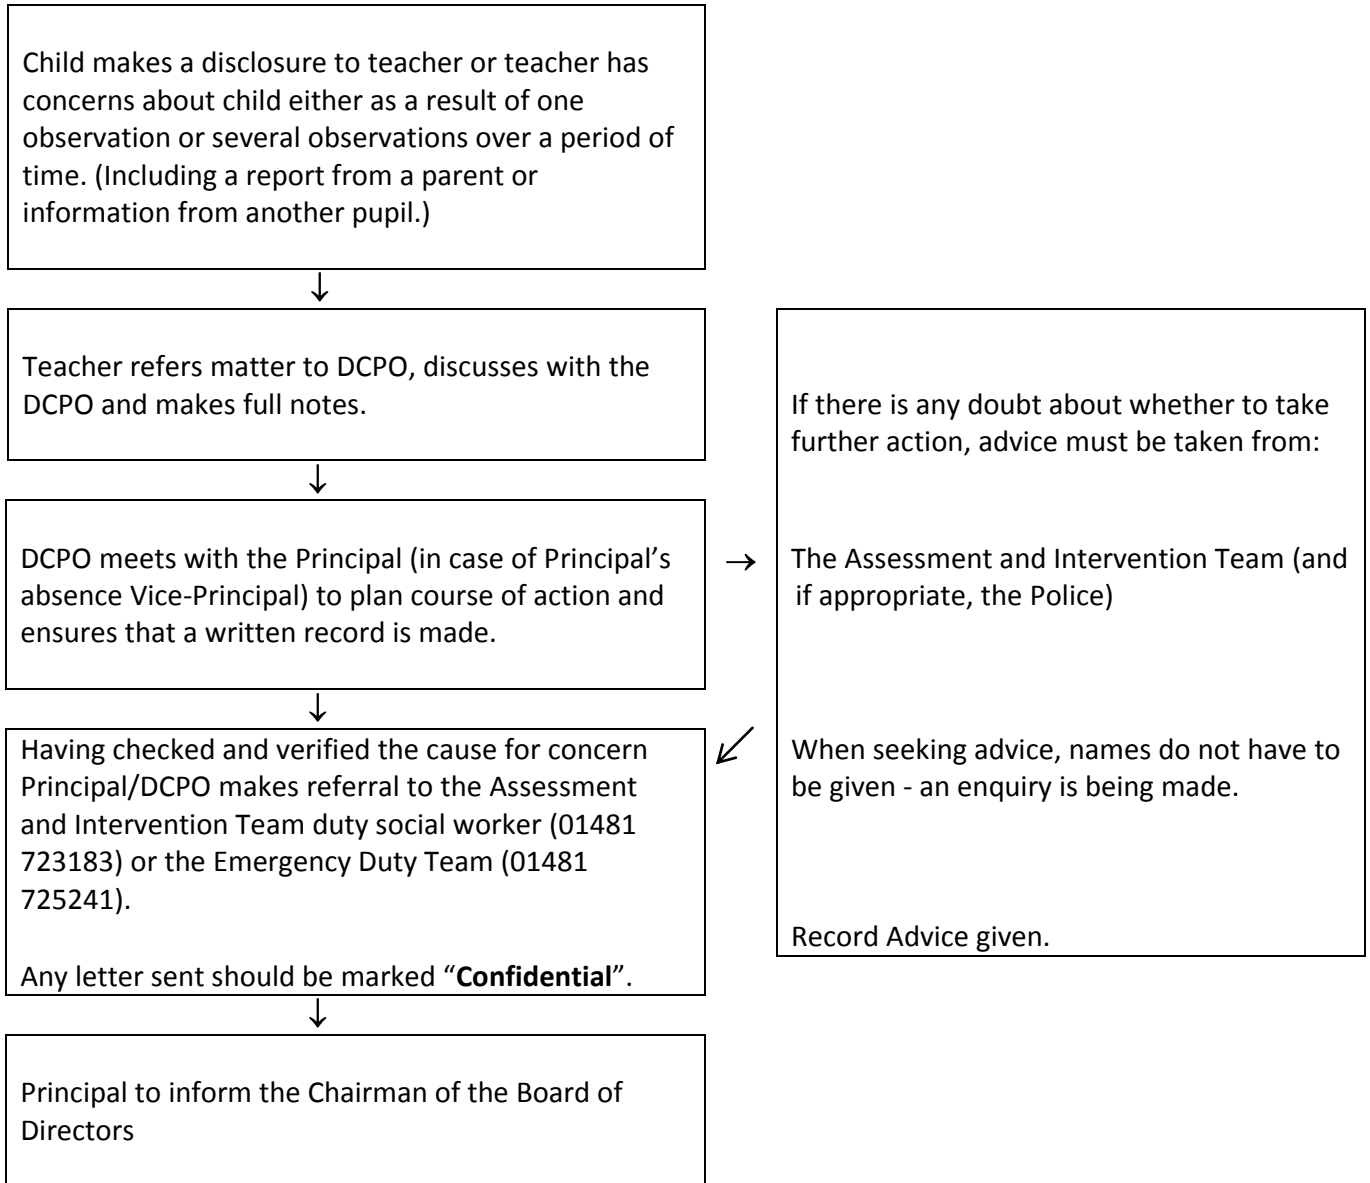 Child makes a disclosure to teacher or teacher has
concerns about child either as a result of one
observation or several observations over a period of
time. (Including a report from a parent or
information from another pupil.)
↓
Teacher refers matter to DCPO, discusses with the
DCPO and makes full notes.
↓
DCPO meets with the Principal (in case of Principal’s
absence Vice-Principal) to plan course of action and
ensures that a written record is made.
→
If there is any doubt about whether to take
further action, advice must be taken from:
The Assessment and Intervention Team (and
if appropriate, the Police)
When seeking advice, names do not have to
be given - an enquiry is being made.
Record Advice given.
↓
↙
Having checked and verified the cause for concern
Principal/DCPO makes referral to the Assessment
and Intervention Team duty social worker (01481
723183) or the Emergency Duty Team (01481
725241).
Any letter sent should be marked “Confidential”.
↓
Principal to inform the Chairman of the Board of
Directors